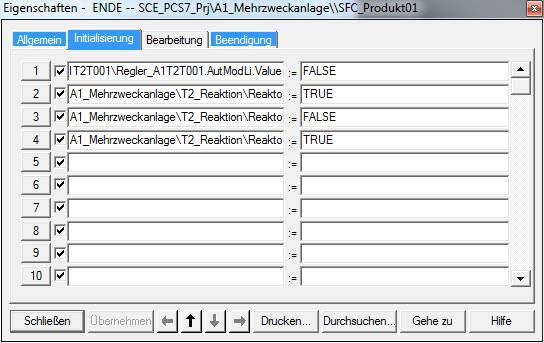 Eigenschaften - ENDE -- SCE_PCS7_Prj\A1_Mehrzweckanlage\\SFC_Produkt01
Allgemein Initialisierung Bearbeitung Beendigung
1 IT2T001\Regler_A1T2T001.AutModLi.Value := FALSE
2 A1_Mehrzweckanlage\T2_Reaktion\Reakto := TRUE
3 A1_Mehrzweckanlage\T2_Reaktion\Reakto := FALSE
4 A1_Mehrzweckanlage\T2_Reaktion\Reakto := TRUE
5 :=
6 :=
7 :=
8 :=
9 :=
10 :=
Schließen Übernehmen Drucken... Durchsuchen... Gehe zu Hilfe